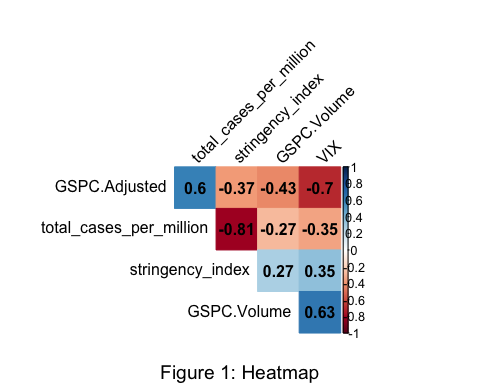 total_cases_per_million
stringency_index
GSPC.Volume
VIX
GSPC.Adjusted 0.6 -0.37 -0.43 -0.7
total_cases_per_million -0.81 -0.27 -0.35
stringency_index 0.27 0.35
GSPC.Volume 0.63
1
0.8
0.6
0.4
0.2
0
-0.2
-0.4
-0.6
-0.8
-1
Figure 1: Heatmap